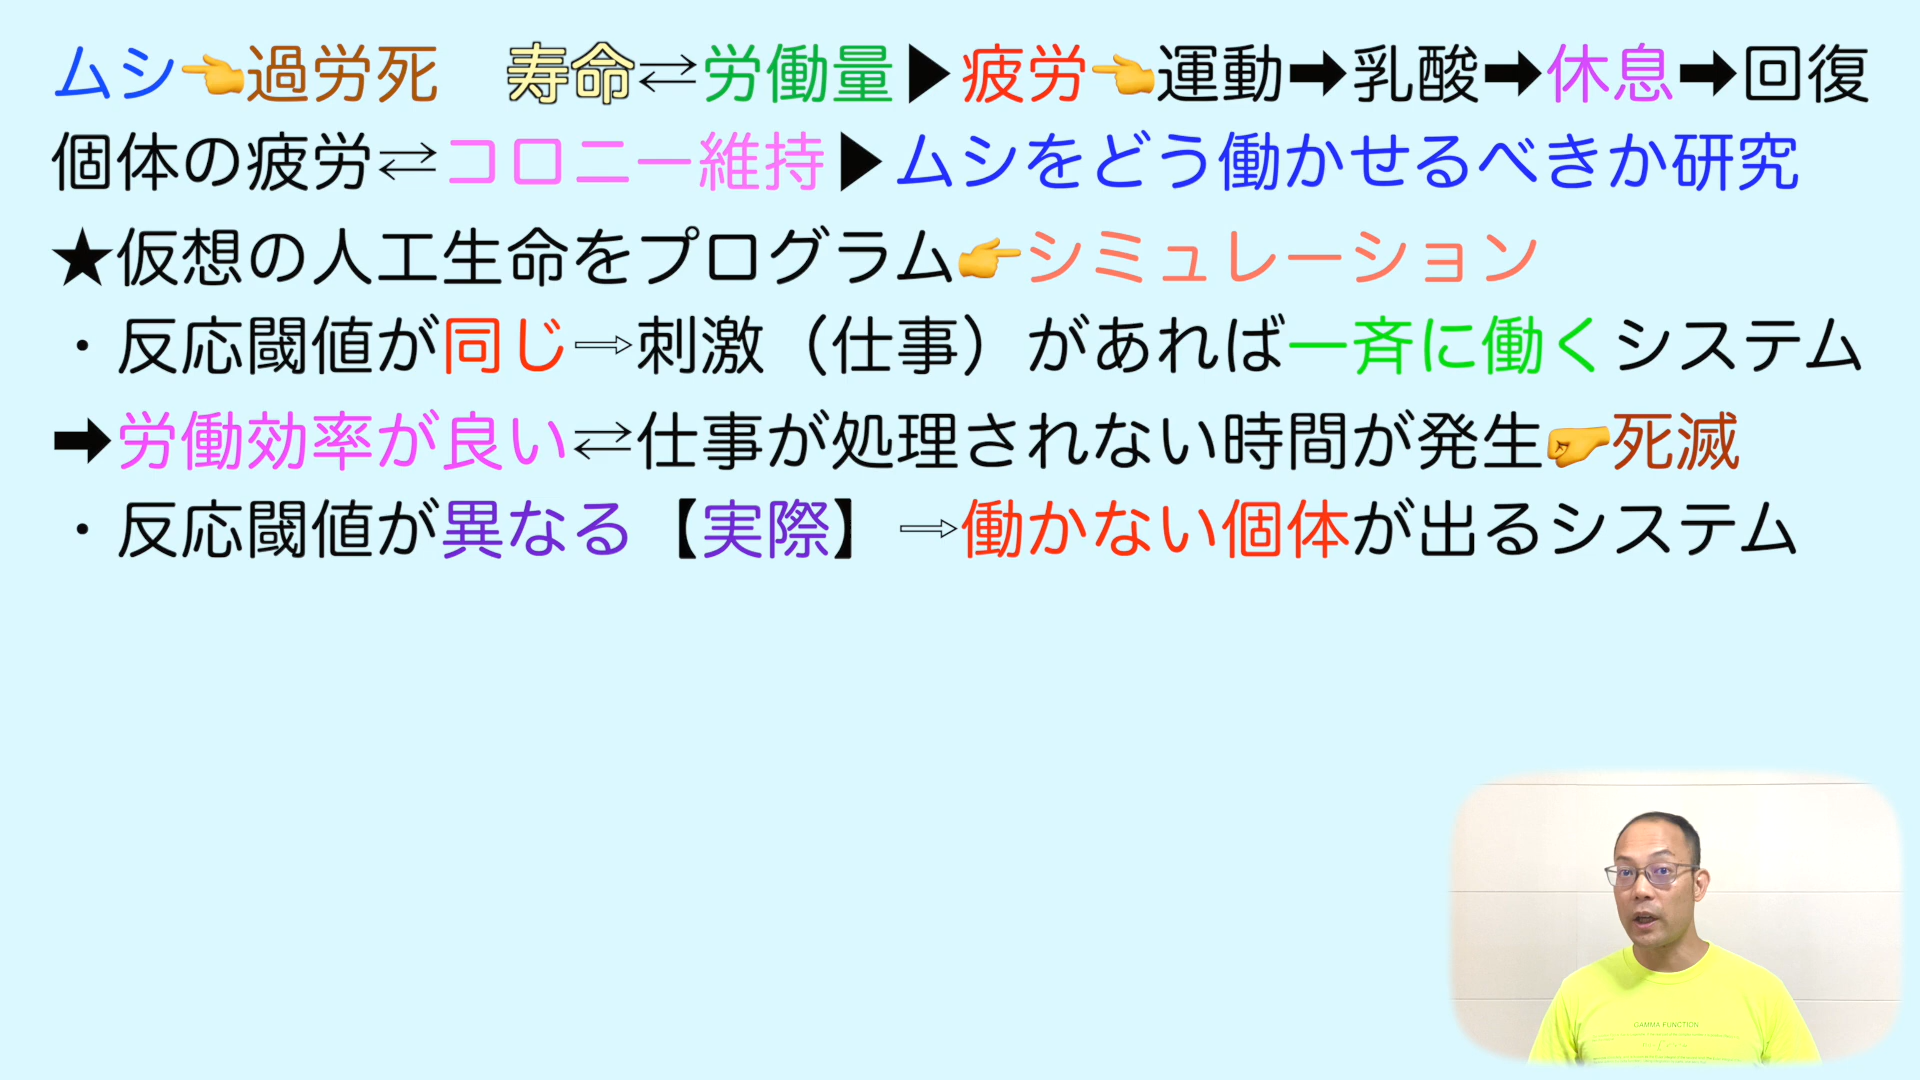 ムシ👈過労死　寿命⇄労働量▶疲労👈運動➡乳酸➡休息➡回復
個体の疲労⇄コロニー維持▶ムシをどう働かせるべきか研究
★仮想の人工生命をプログラム👉シミュレーション
・反応閾値が同じ⇨刺激（仕事）があれば一斉に働くシステム
➡労働効率が良い⇄仕事が処理されない時間が発生🤛死滅
・反応閾値が異なる【実際】⇨働かない個体が出るシステム
GAMMA FUNCTION